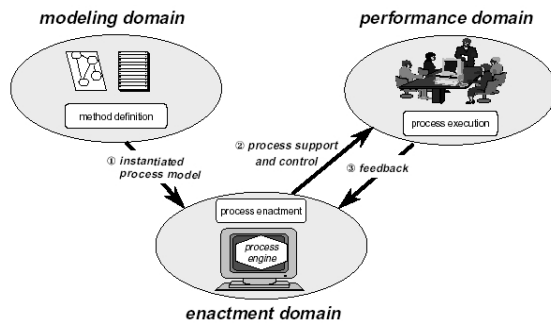 modeling domain
performance domain
method definition
process execution
① instantiated
process model
② process support
and control
③ feedback
process enactment
process
engine
enactment domain